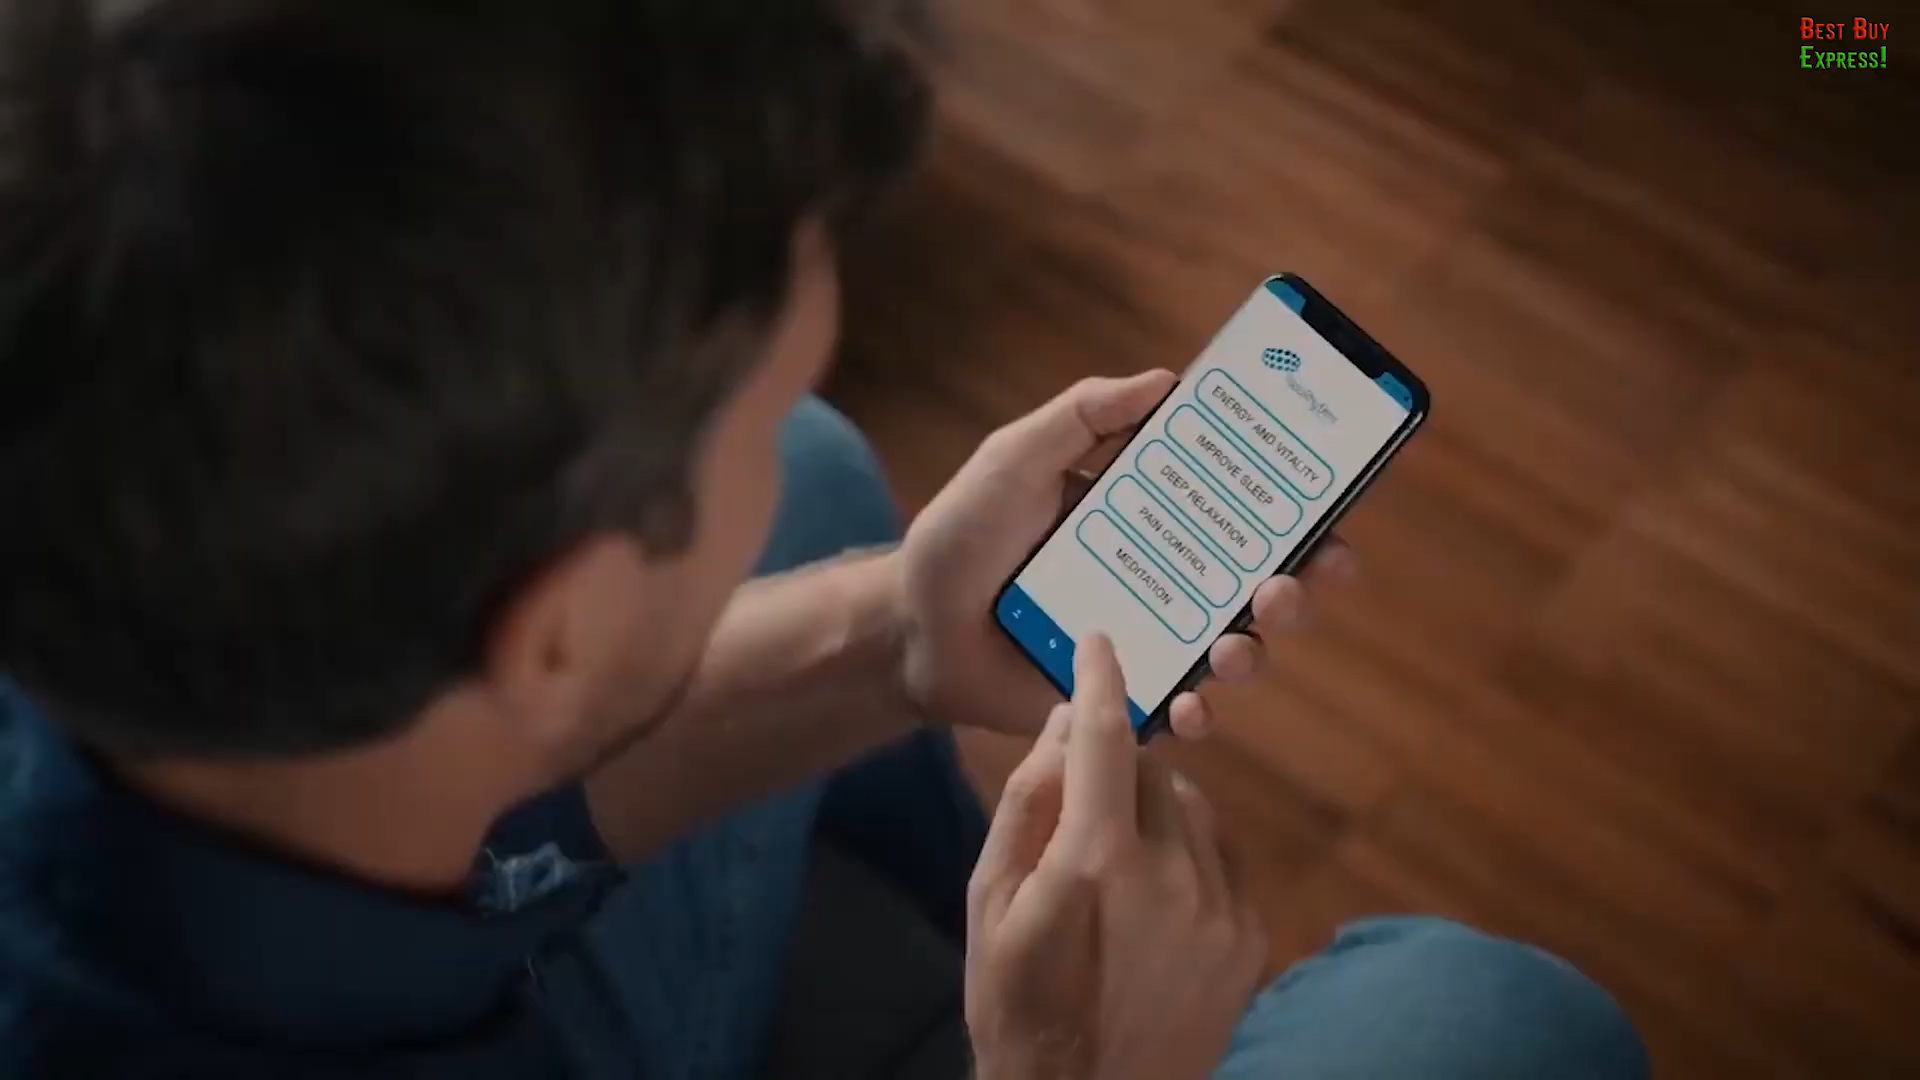 BEST BUY
EXPRESS!
ENERGY AND VITALITY
IMPROVE SLEEP
DEEP RELAXATION
PAIN CONTROL
MEDITATION